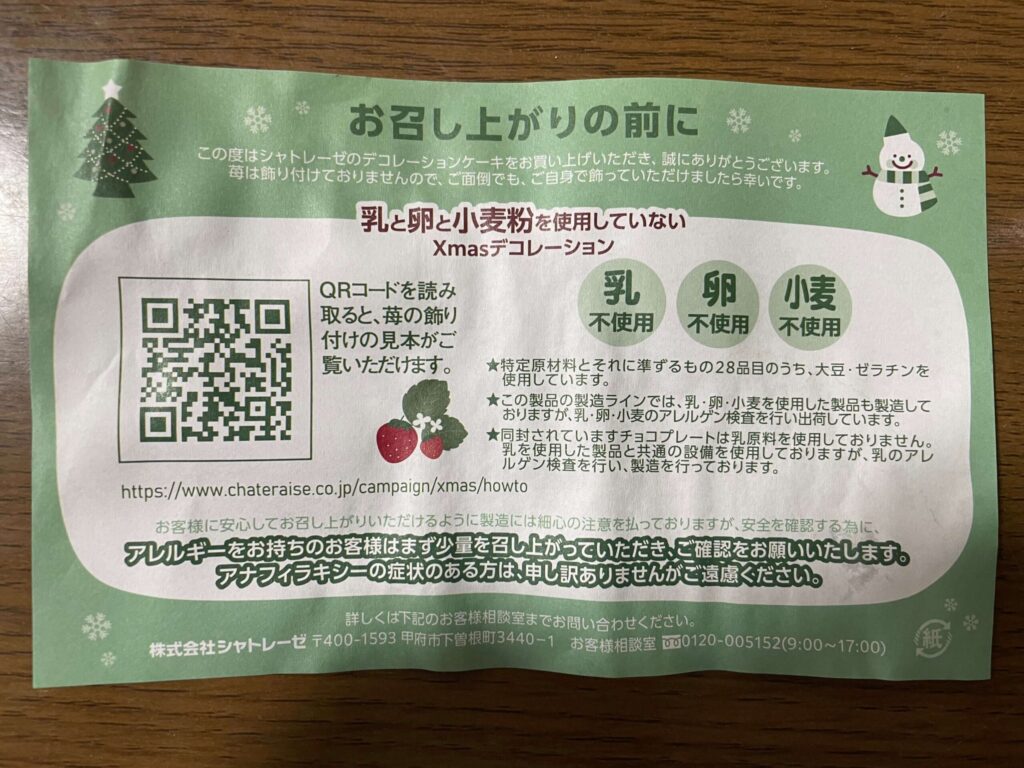 お召し上がりの前に
この度はシャトレーゼのデコレーションケーキをお買い上げいただき、誠にありがとうございます。
苺は飾り付けておりませんので、ご面倒でも、ご自身で飾っていただけましたら幸いです。
乳と卵と小麦粉を使用していない
Xmasデコレーション
QRコードを読み
取ると、苺の飾り
付けの見本がご
覧いただけます。
https://www.chateraise.co.jp/campaign/xmas/howto
乳
不使用
卵
不使用
小麦
不使用
★特定原材料とそれに準ずるもの28品目のうち、大豆・ゼラチンを
使用しています。
★この製品の製造ラインでは、乳・卵・小麦を使用した製品も製造して
おりますが、乳・卵・小麦のアレルゲン検査を行い出荷しています。
★同封されていますチョコプレートは乳原料を使用しておりません。
乳を使用した製品と共通の設備を使用しておりますが、乳のアレ
ルゲン検査を行い、製造を行っております。
お客様に安心してお召し上がりいただけるように製造には細心の注意を払っておりますが、安全を確認する為に、
アレルギーをお持ちのお客様はまず少量を召し上がっていただき、ご確認をお願いいたします。
アナフィラキシーの症状のある方は、申し訳ありませんがご遠慮ください。
詳しくは下記のお客様相談室までお問い合わせください。
株式会社シャトレーゼ 〒400-1593 甲府市下曽根町3440-1 お客様相談室 0120-005152(9:00〜17:00)
紙